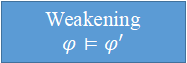 Weakening
φ ⊨ φ′